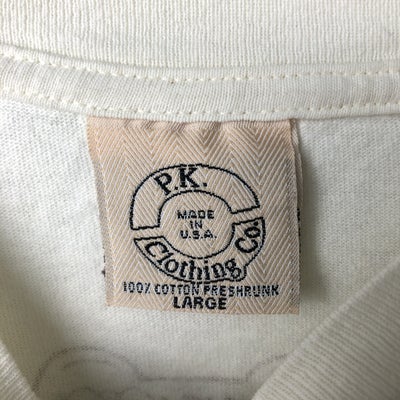 P.K.
MADE
IN
U.S.A.
Clothing Co.
100% COTTON PRESHRUNK
LARGE